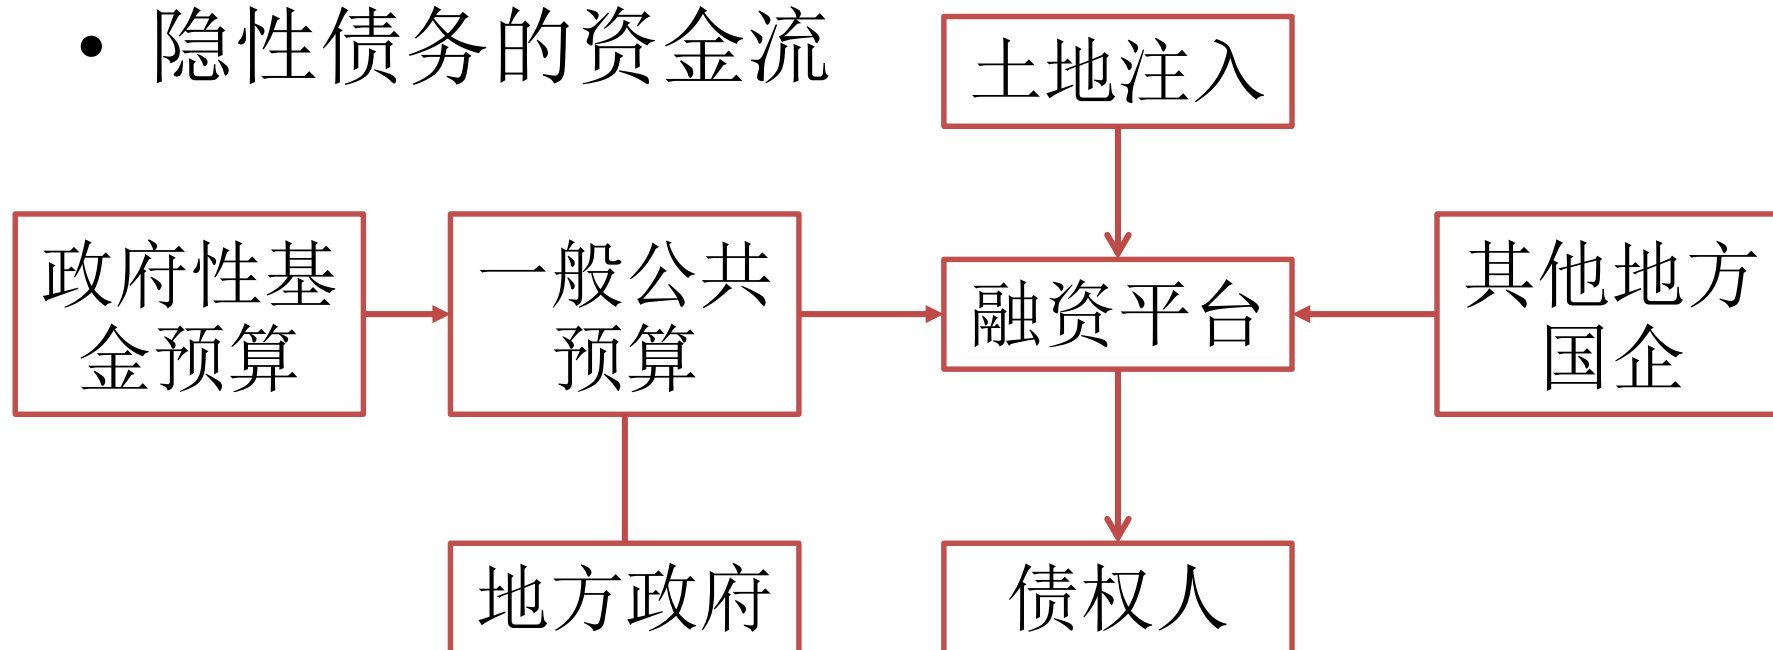 • 隐性债务的资金流
土地注入
政府性基
金预算
一般公共
预算
融资平台
其他地方
国企
地方政府
债权人